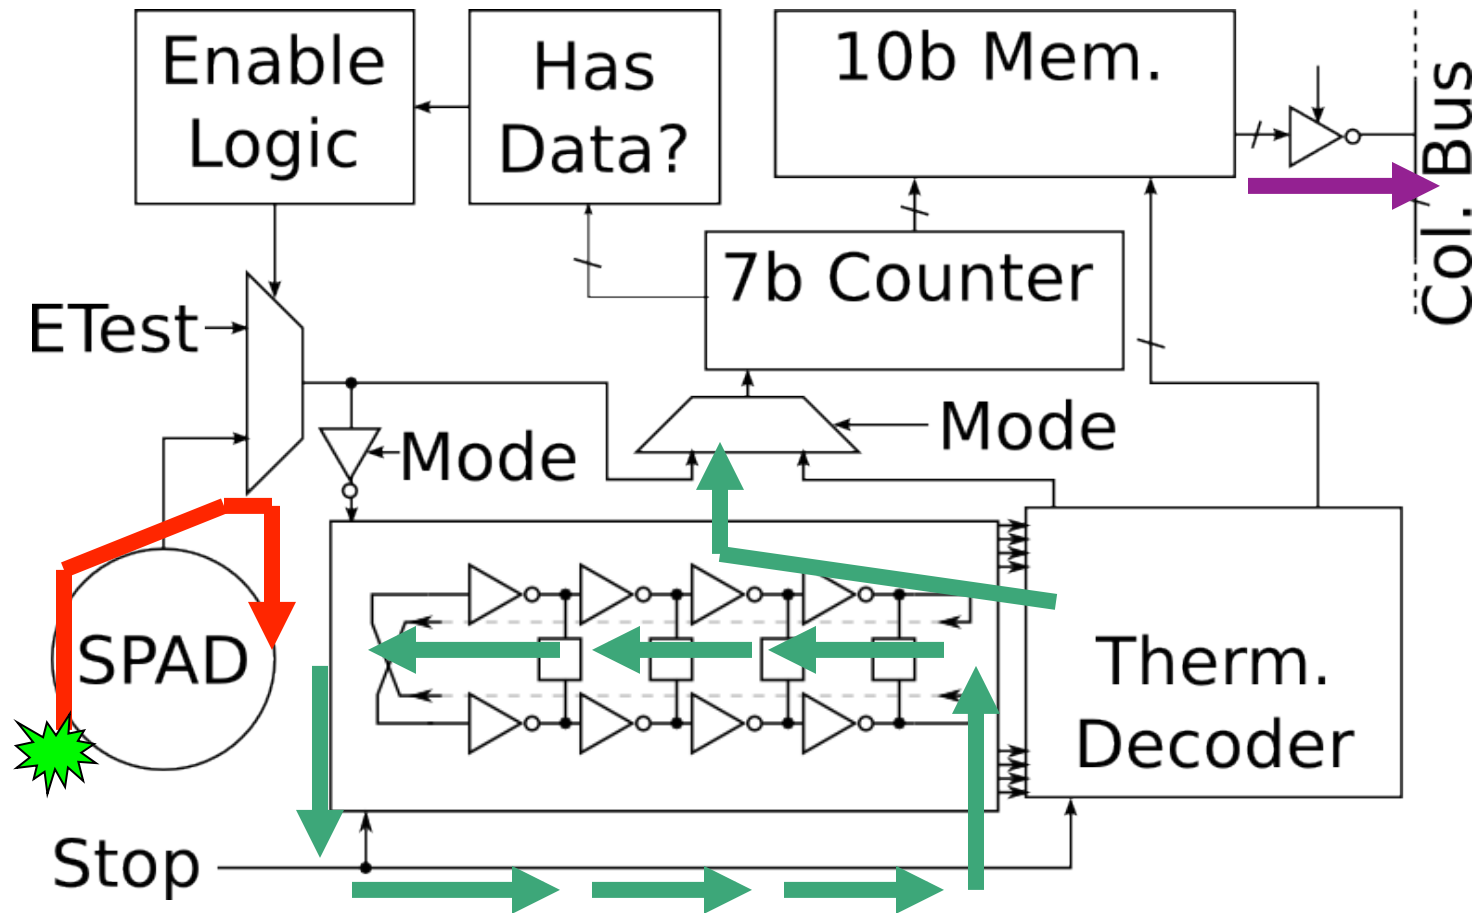 Enable
Logic
Has
Data?
10b Mem.
Col. Bus
7b Counter
ETest
Mode
Mode
SPAD
Therm.
Decoder
Stop